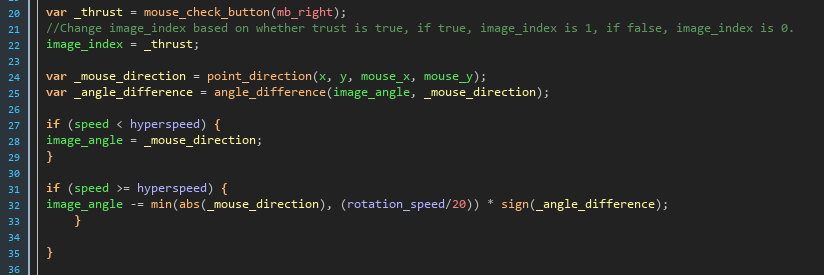 20 var _thrust = mouse_check_button(mb_right);
21 //Change image_index based on whether trust is true, if true, image_index is 1, if false, image_index is 0.
22 image_index = _thrust;
23
24 var _mouse_direction = point_direction(x, y, mouse_x, mouse_y);
25 var _angle_difference = angle_difference(image_angle, _mouse_direction);
26
27 if (speed < hyperspeed) {
28 image_angle = _mouse_direction;
29 }
30
31 if (speed >= hyperspeed) {
32 image_angle -= min(abs(_mouse_direction), (rotation_speed/20)) * sign(_angle_difference);
33 }
34
35 }
36